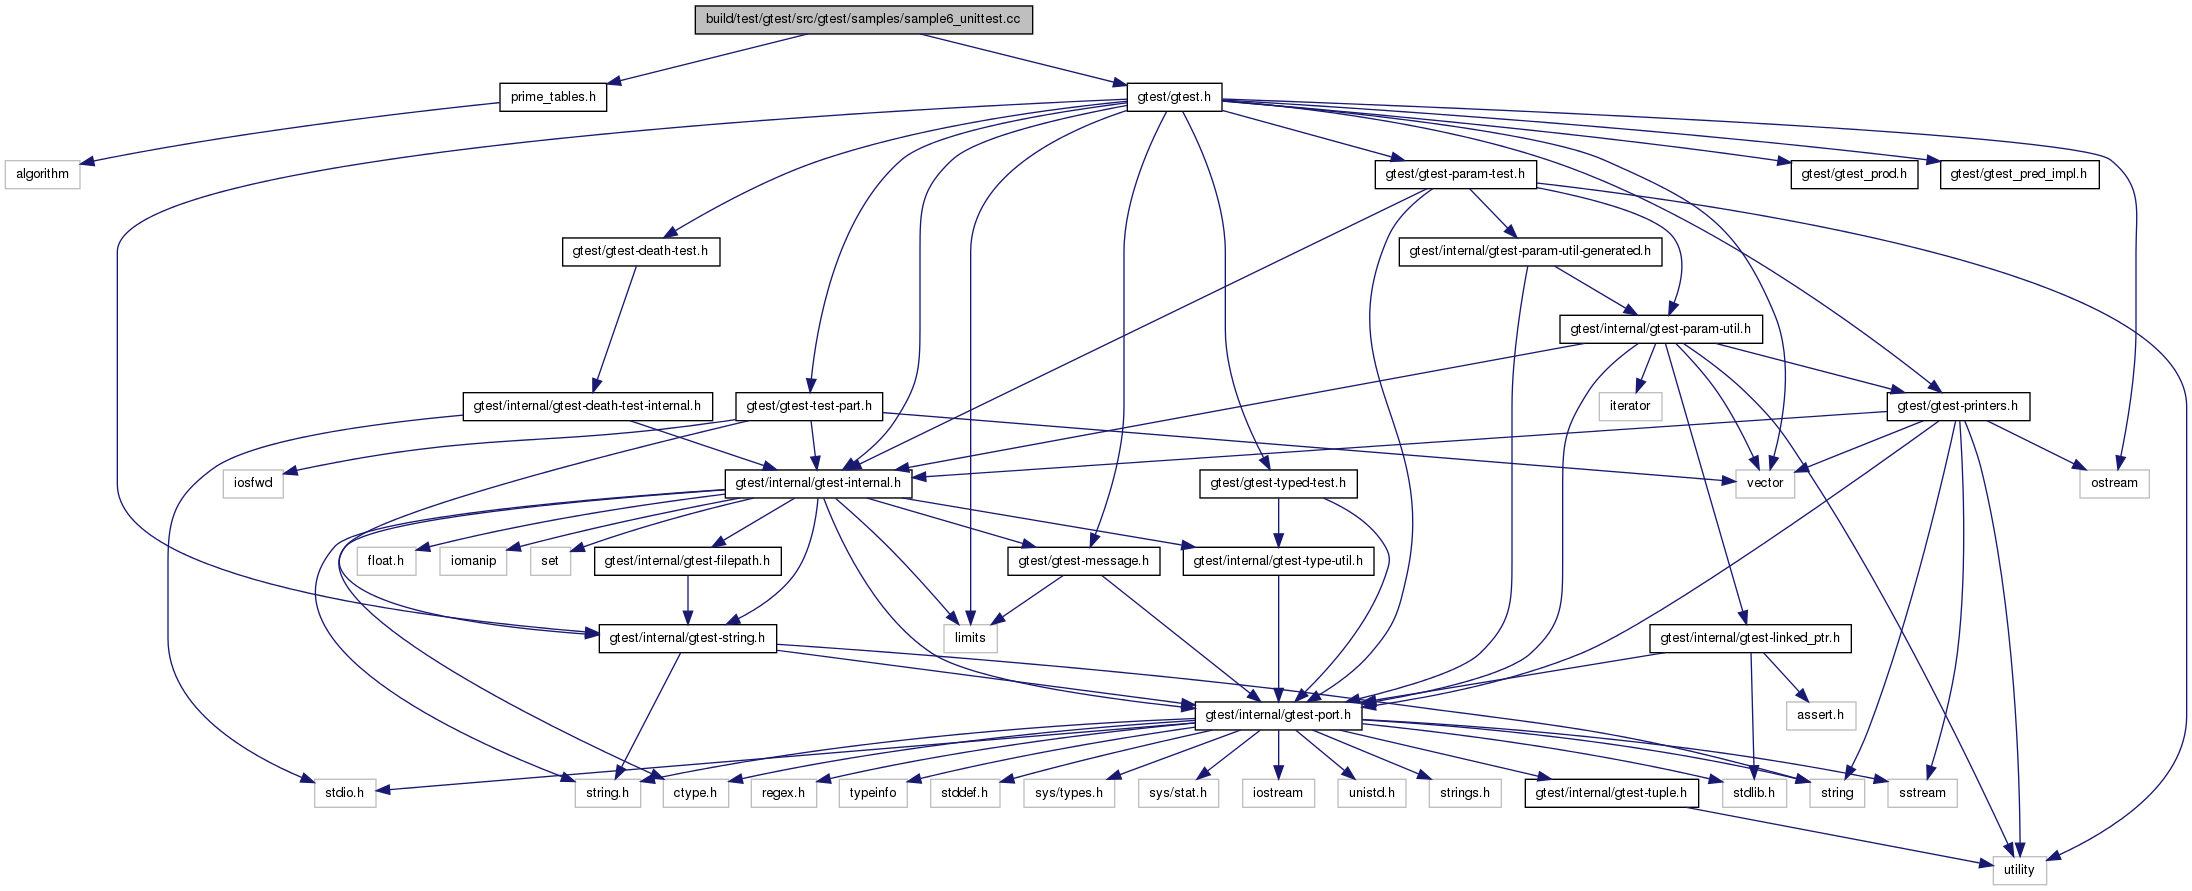 build/test/gtest/src/gtest/samples/sample6_unittest.cc
prime_tables.h
gtest/gtest.h
algorithm
gtest/gtest-param-test.h
gtest/gtest_prod.h
gtest/gtest_pred_impl.h
gtest/gtest-death-test.h
gtest/internal/gtest-param-util-generated.h
gtest/internal/gtest-param-util.h
gtest/internal/gtest-death-test-internal.h
gtest/gtest-test-part.h
iterator
gtest/gtest-printers.h
iosfwd
gtest/internal/gtest-internal.h
gtest/gtest-typed-test.h
vector
ostream
float.h
iomanip
set
gtest/internal/gtest-filepath.h
gtest/gtest-message.h
gtest/internal/gtest-type-util.h
gtest/internal/gtest-string.h
limits
gtest/internal/gtest-linked_ptr.h
gtest/internal/gtest-port.h
assert.h
stdio.h
string.h
ctype.h
regex.h
typeinfo
stddef.h
sys/types.h
sys/stat.h
iostream
unistd.h
strings.h
gtest/internal/gtest-tuple.h
stdlib.h
string
sstream
utility